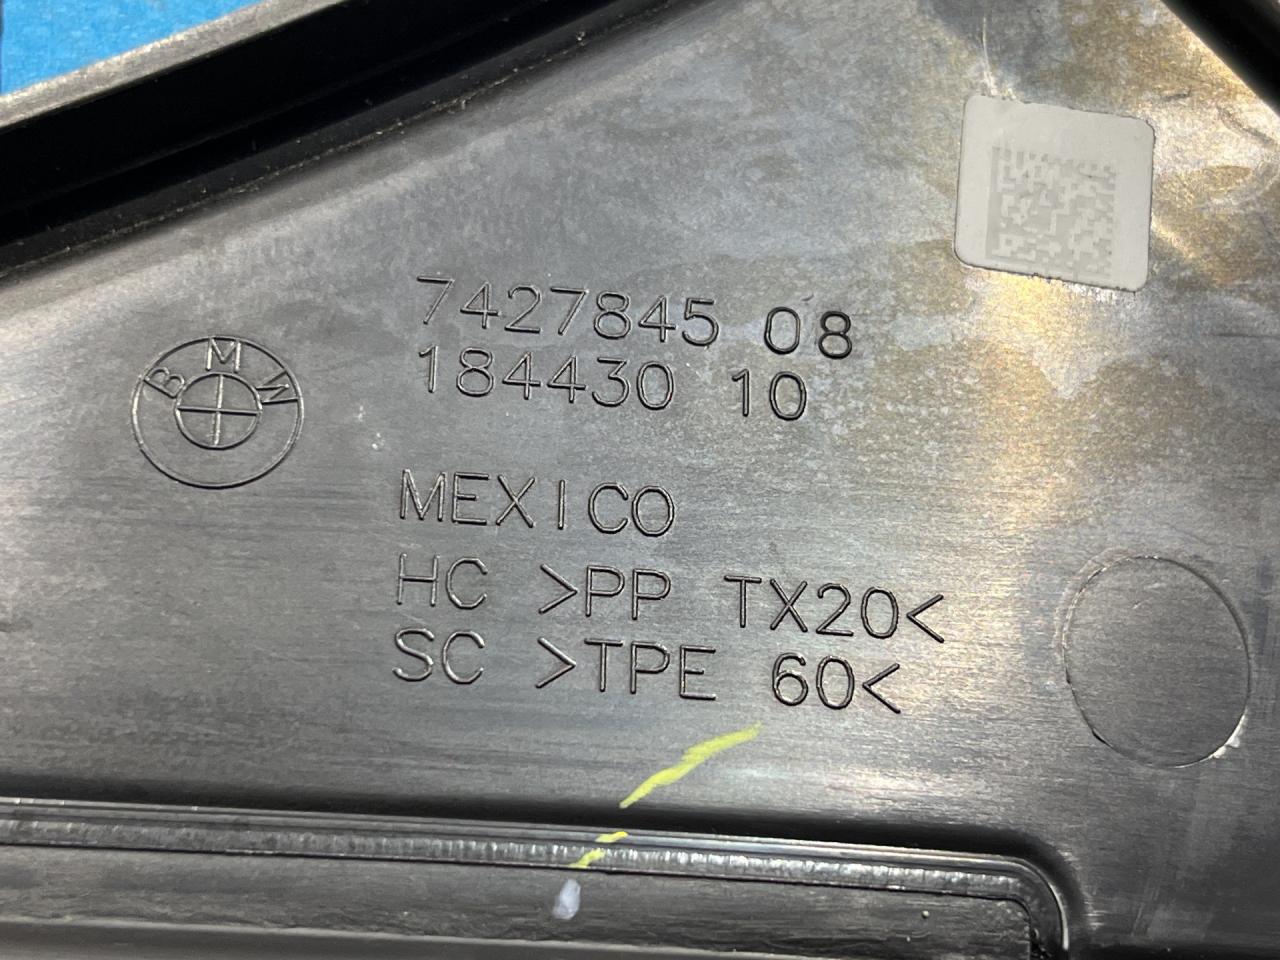 7427845 08
184430 10
BMW
MEXICO
HC >PP TX20<
SC >TPE 60<